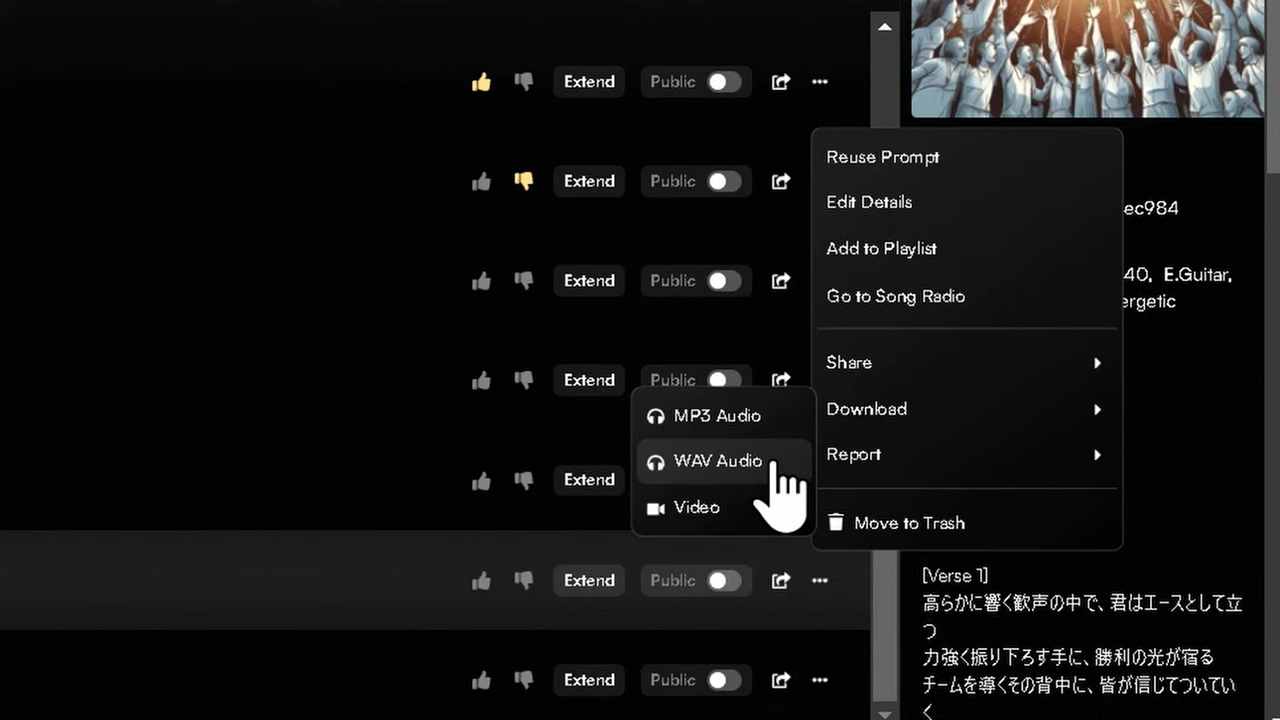 Extend Public
Extend Public
Extend Public
Extend Public
Extend
Extend Public
Extend Public
Reuse Prompt
Edit Details
Add to Playlist
Go to Song Radio
Share
Download
Report
Move to Trash
MP3 Audio
WAV Audio
Video
ec984
40, E.Guitar,
ergetic
[Verse 1]
高らかに響く歓声の中で、君はエースとして立
つ
力強く振り下ろす手に、勝利の光が宿る
チームを導くその背中に、皆が信じてついてい
く